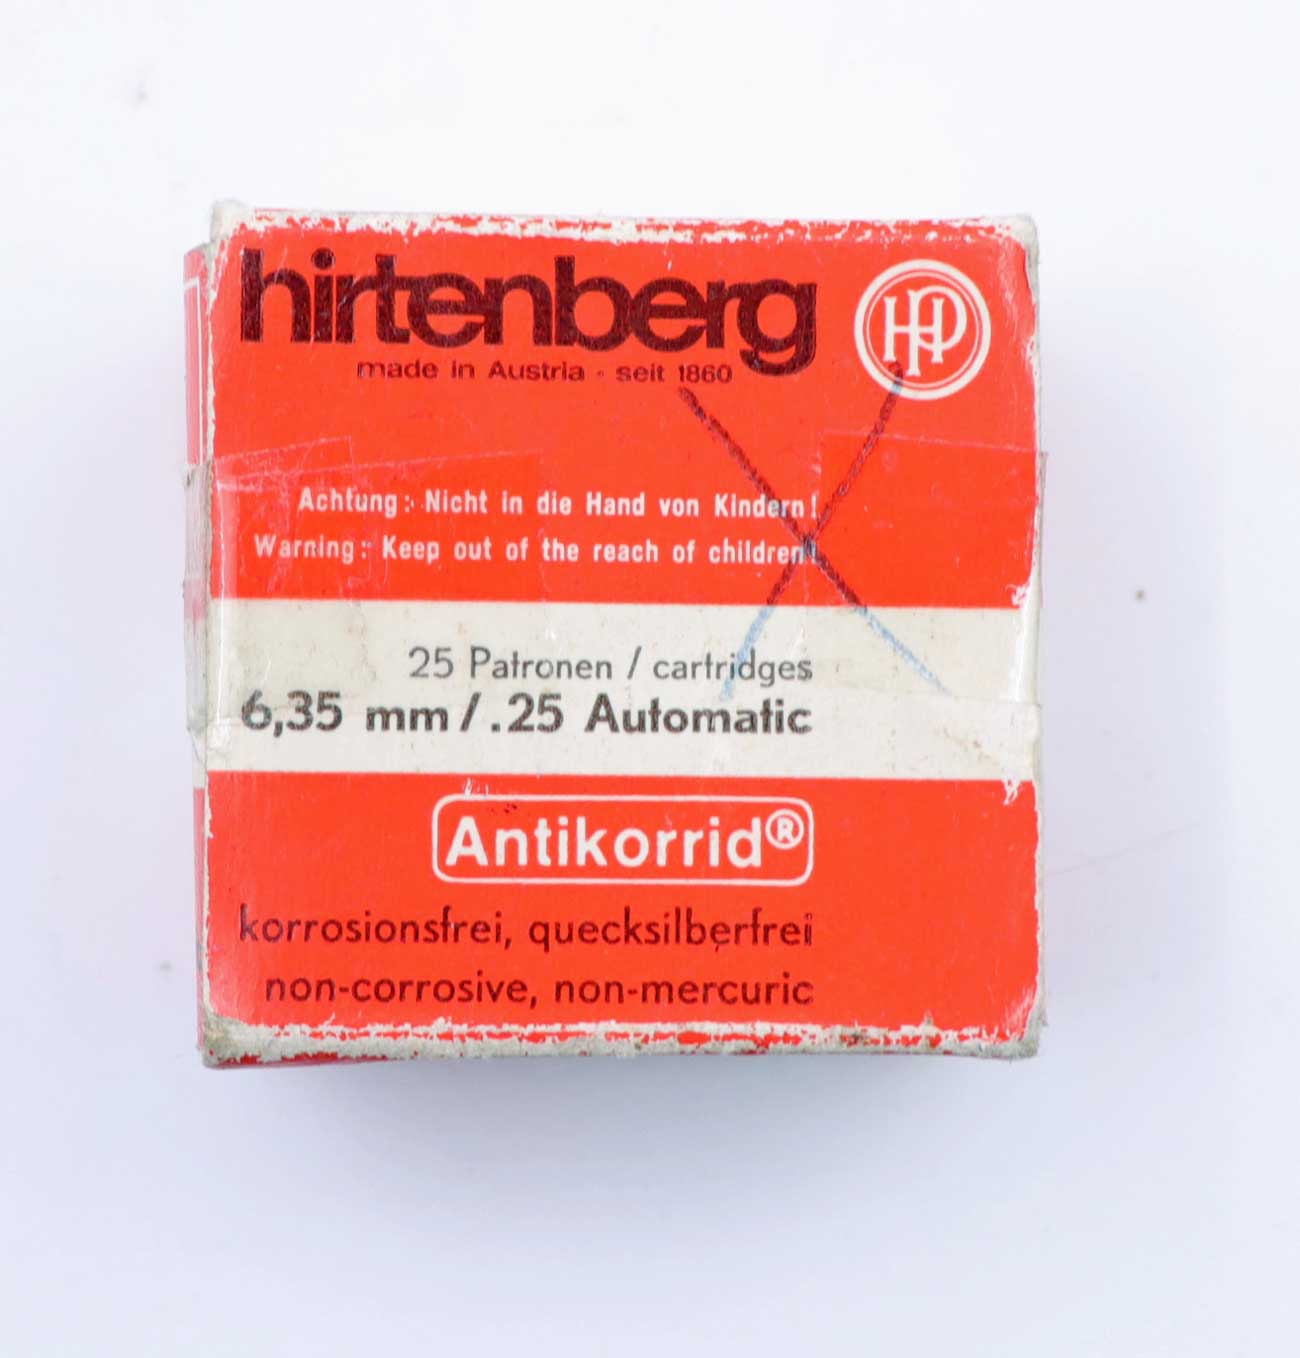 hirtenberg
HP
made in Austria · seit 1860
Achtung: Nicht in die Hand von Kindern!
Warning: Keep out of the reach of children!
25 Patronen / cartridges
6,35 mm / .25 Automatic
Antikorrid®
korrosionsfrei, quecksilberfrei
non-corrosive, non-mercuric